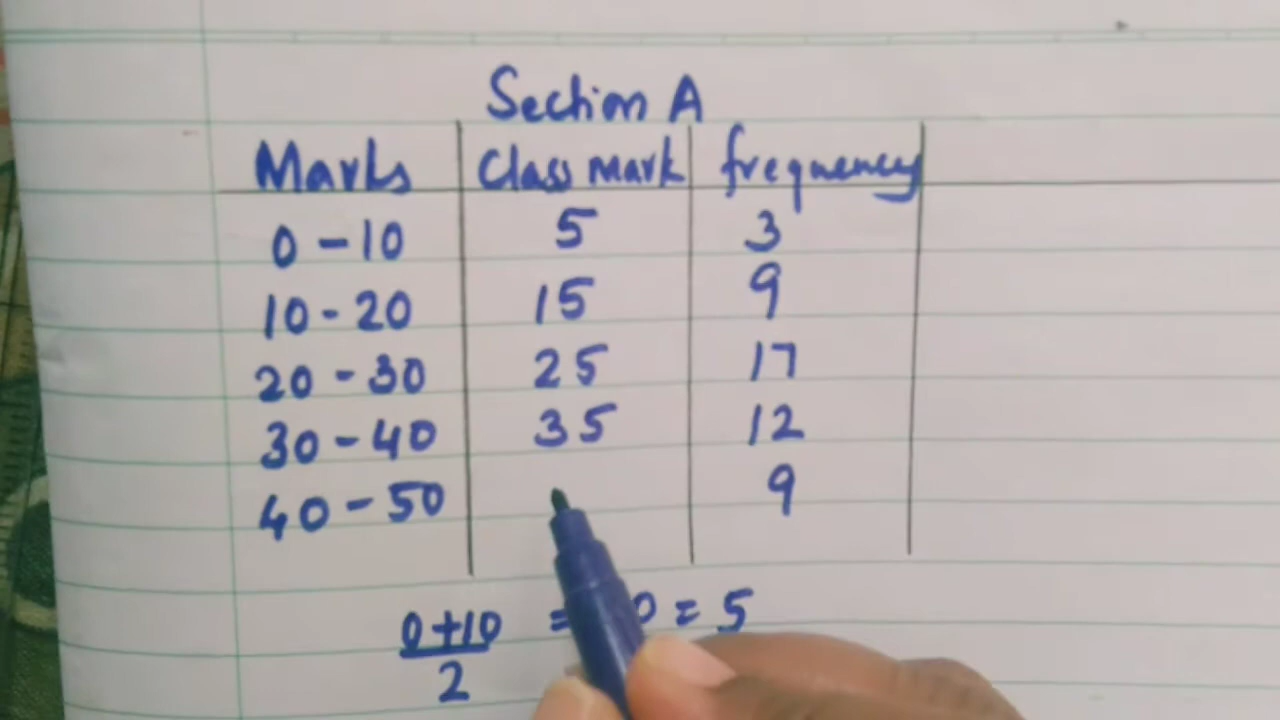 Section A
Marks Class mark frequency
0 - 10 5 3
10 - 20 15 9
20 - 30 25 17
30 - 40 35 12
40 - 50 9
0+10 = 0 = 5
2